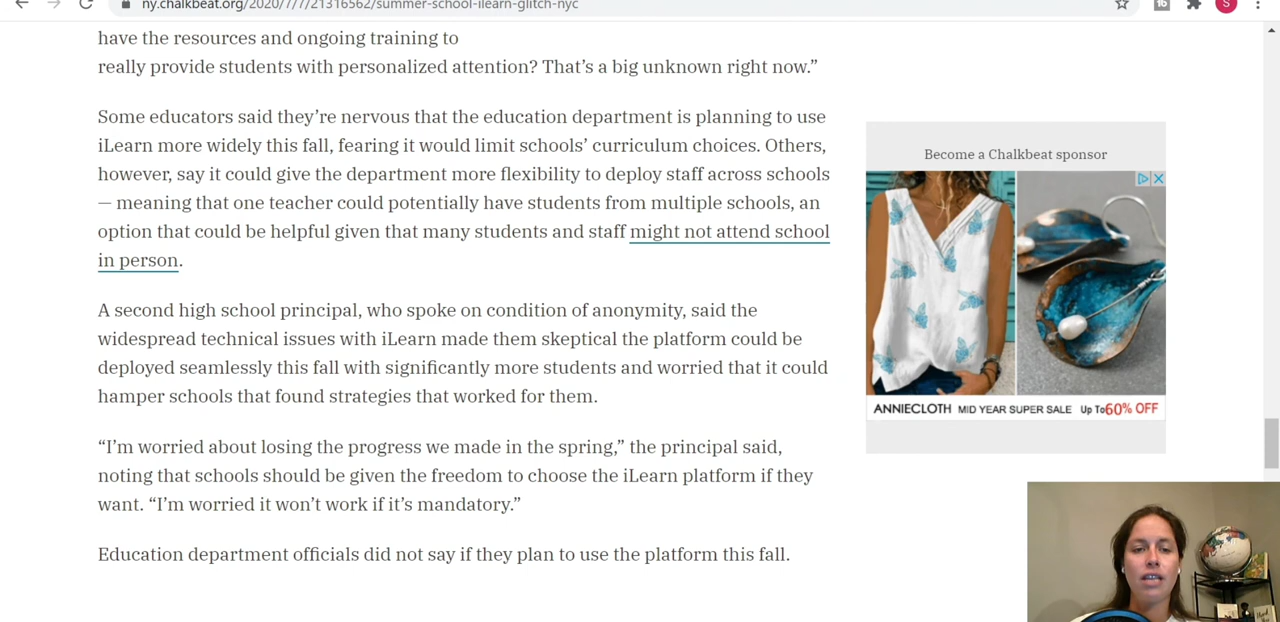 ny.chalkbeat.org/2020/7/7/21316562/summer-school-ilearn-glitch-nyc
S
have the resources and ongoing training to
really provide students with personalized attention? That’s a big unknown right now.”
Some educators said they’re nervous that the education department is planning to use
iLearn more widely this fall, fearing it would limit schools’ curriculum choices. Others,
however, say it could give the department more flexibility to deploy staff across schools
— meaning that one teacher could potentially have students from multiple schools, an
option that could be helpful given that many students and staff might not attend school
in person.
A second high school principal, who spoke on condition of anonymity, said the
widespread technical issues with iLearn made them skeptical the platform could be
deployed seamlessly this fall with significantly more students and worried that it could
hamper schools that found strategies that worked for them.
“I’m worried about losing the progress we made in the spring,” the principal said,
noting that schools should be given the freedom to choose the iLearn platform if they
want. “I’m worried it won’t work if it’s mandatory.”
Education department officials did not say if they plan to use the platform this fall.
Become a Chalkbeat sponsor
ANNIECLOTH MID YEAR SUPER SALE Up To 60% OFF